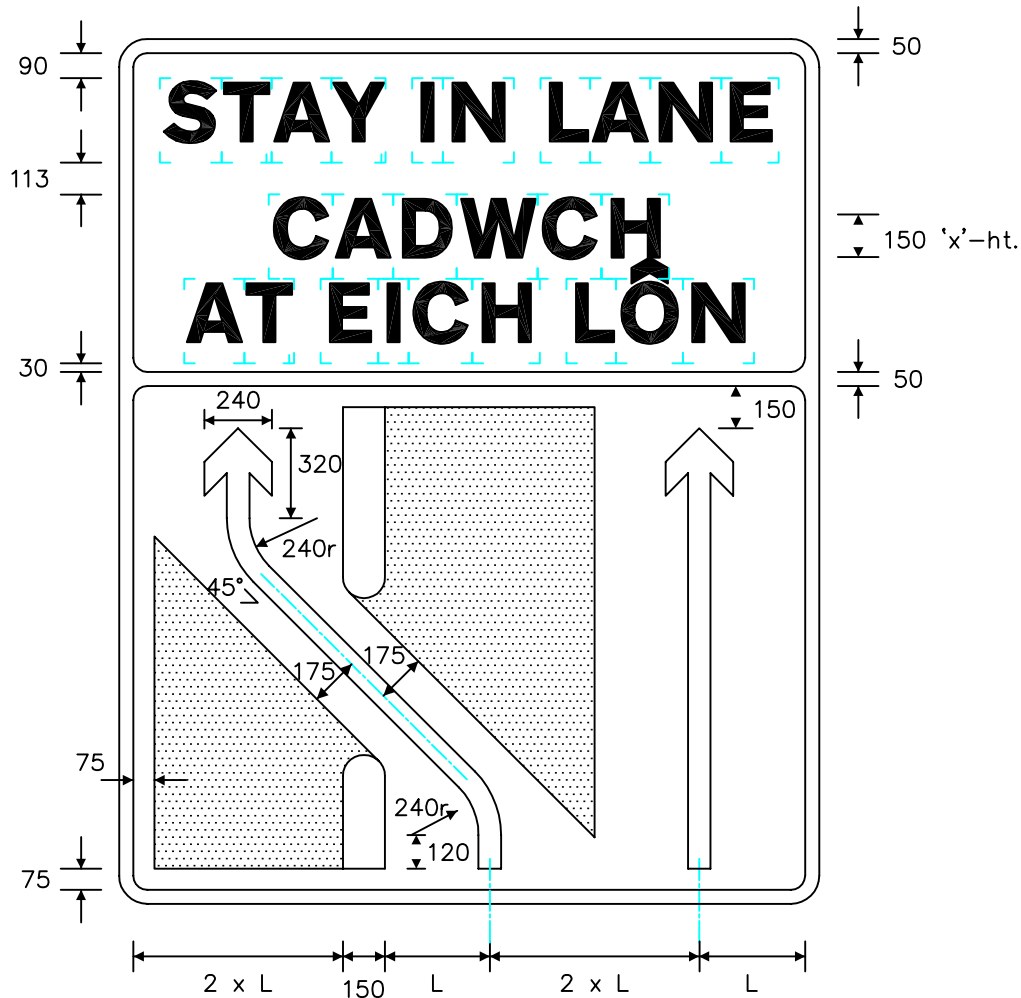 50
90
STAY IN LANE
113
CADWCH
150 'x'-ht.
AT EICH LÔN
30
50
240
150
320
240r
45°
175
175
75
240r
120
75
2 x L
150
L
2 x L
L